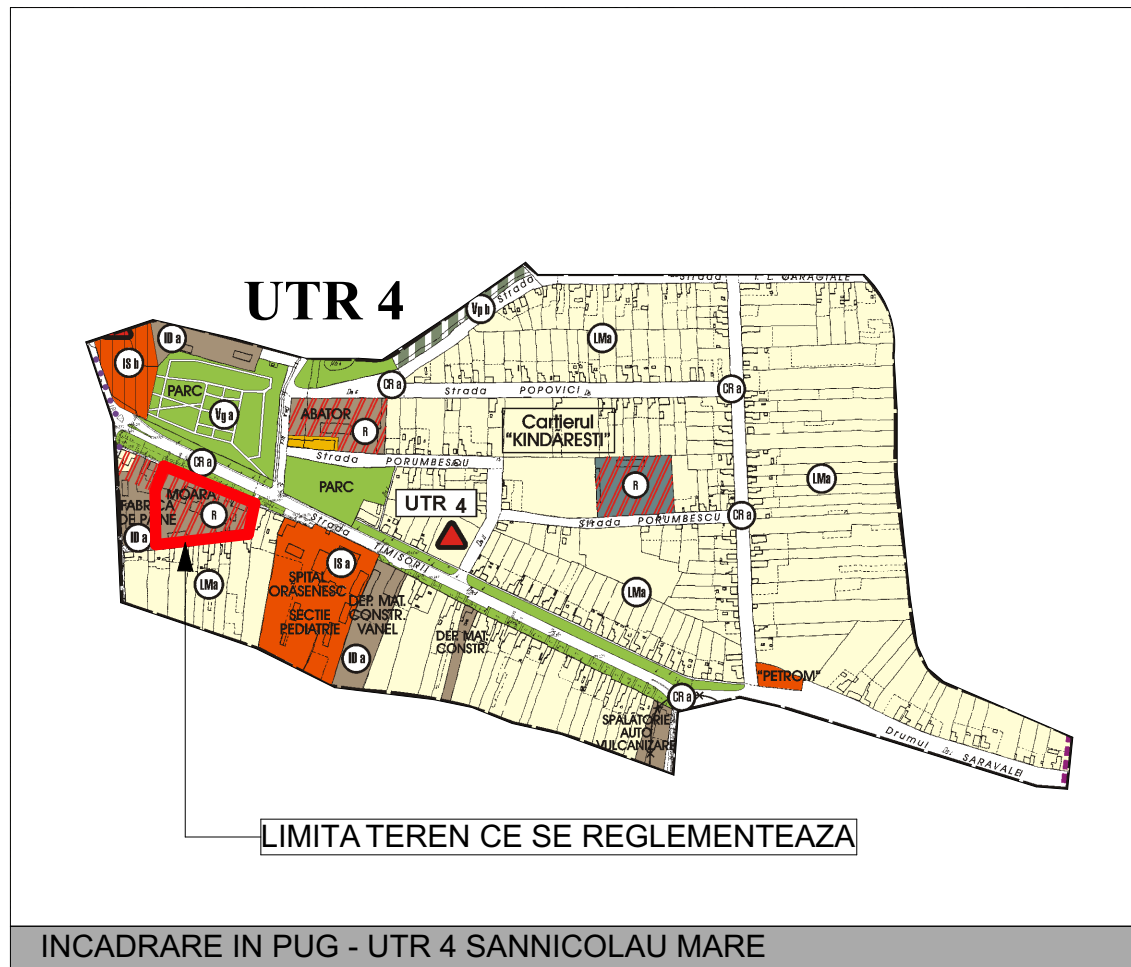 UTR 4
Strada I. L. CARAGIALE
Strada
Vp b
ID a
IS b
LMa
PARC
Vg a
CR a
Strada POPOVICI
CR a
ABATOR
R
Cartierul
"KINDARESTI"
Strada PORUMBESCU
CR a
PARC
R
LMa
UTR 4
MOARA
FABRICA
DE PAINE
R
ID a
Strada PORUMBESCU
CR a
Strada TIMISORII
IS a
SPITAL
ORASENESC
SECTIE
PEDIATRIE
LMa
DEP. MAT.
CONSTR.
VANEL
LMa
DEP. MAT.
CONSTR.
ID a
"PETROM"
CR a
SPĂLĂTORIE
AUTO
VULCANIZARE
Drumul SARAVALEI
LIMITA TEREN CE SE REGLEMENTEAZA
INCADRARE IN PUG - UTR 4 SANNICOLAU MARE